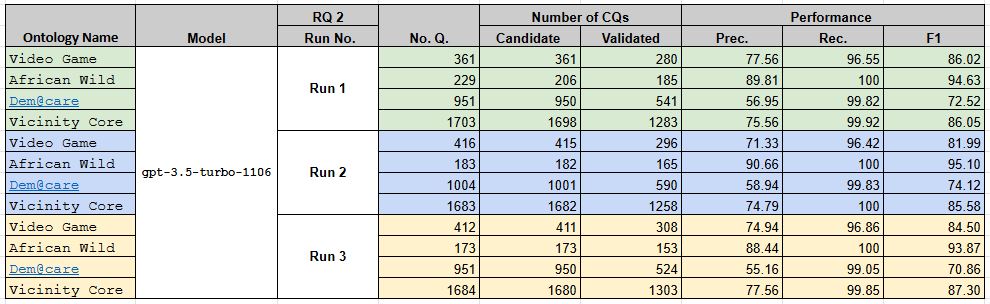 RQ 2 Number of CQs Performance
Ontology Name Model Run No. No. Q. Candidate Validated Prec. Rec. F1
Video Game 361 361 280 77.56 96.55 86.02
African Wild 229 206 185 89.81 100 94.63
Run 1
Dem@care 951 950 541 56.95 99.82 72.52
Vicinity Core 1703 1698 1283 75.56 99.92 86.05
Video Game 416 415 296 71.33 96.42 81.99
African Wild 183 182 165 90.66 100 95.10
gpt-3.5-turbo-1106 Run 2
Dem@care 1004 1001 590 58.94 99.83 74.12
Vicinity Core 1683 1682 1258 74.79 100 85.58
Video Game 412 411 308 74.94 96.86 84.50
African Wild 173 173 153 88.44 100 93.87
Run 3
Dem@care 951 950 524 55.16 99.05 70.86
Vicinity Core 1684 1680 1303 77.56 99.85 87.30